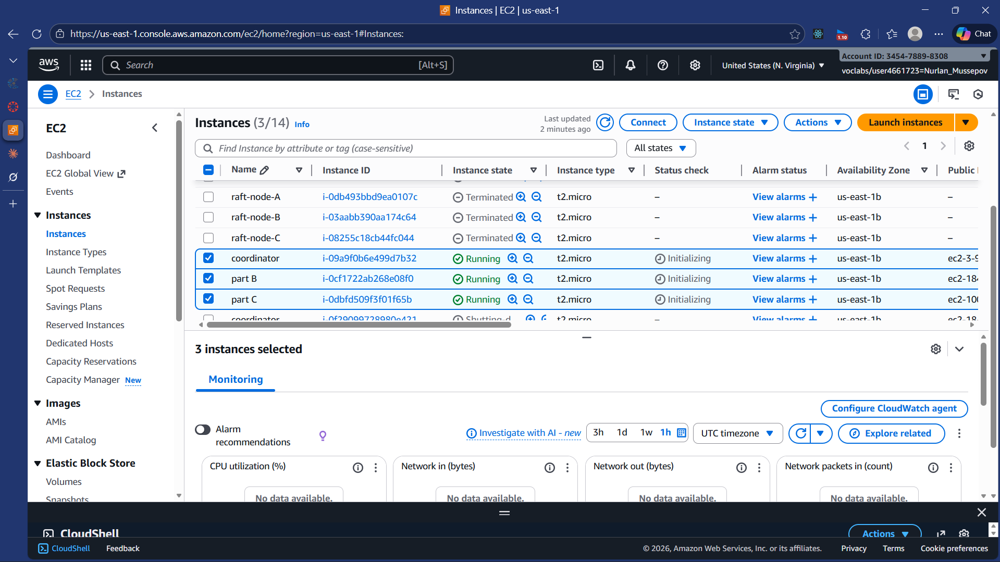 Instances | EC2 | us-east-1
https://us-east-1.console.aws.amazon.com/ec2/home?region=us-east-1#Instances:
1.10
Chat
aws
Search
[Alt+S]
United States (N. Virginia)
Account ID: 3454-7889-8308
voclabs/user4661723=Nurlan_Mussepov
EC2
Instances
EC2
Dashboard
EC2 Global View
Events
Instances
Instances
Instance Types
Launch Templates
Spot Requests
Savings Plans
Reserved Instances
Dedicated Hosts
Capacity Reservations
Capacity Manager New
Images
AMIs
AMI Catalog
Elastic Block Store
Volumes
Snapshots
Instances (3/14) Info
Last updated
2 minutes ago
Connect
Instance state
Actions
Launch instances
Find Instance by attribute or tag (case-sensitive)
All states
1
Name Instance ID Instance state Instance type Status check Alarm status Availability Zone Public
raft-node-A i-0db493bbd9ea0107c Terminated t2.micro – View alarms + us-east-1b –
raft-node-B i-03aabb390aa174c64 Terminated t2.micro – View alarms + us-east-1b –
raft-node-C i-08255c18cb44fc044 Terminated t2.micro – View alarms + us-east-1b –
coordinator i-09a9f0b6e499d7b32 Running t2.micro Initializing View alarms + us-east-1b ec2-3-9
part B i-0cf1722ab268e08f0 Running t2.micro Initializing View alarms + us-east-1b ec2-184
part C i-0dbfd509f3f01f65b Running t2.micro Initializing View alarms + us-east-1b ec2-100
coordinator i-0f29099728980e421 Shutting-d t2.micro – View alarms + us-east-1b ec2-18-
3 instances selected
Monitoring
Configure CloudWatch agent
Alarm
recommendations
Investigate with AI - new
3h 1d 1w 1h
UTC timezone
Explore related
CPU utilization (%)
No data available.
Network in (bytes)
No data available.
Network out (bytes)
No data available.
Network packets in (count)
No data available.
CloudShell
Actions
CloudShell
Feedback
© 2026, Amazon Web Services, Inc. or its affiliates.
Privacy
Terms
Cookie preferences